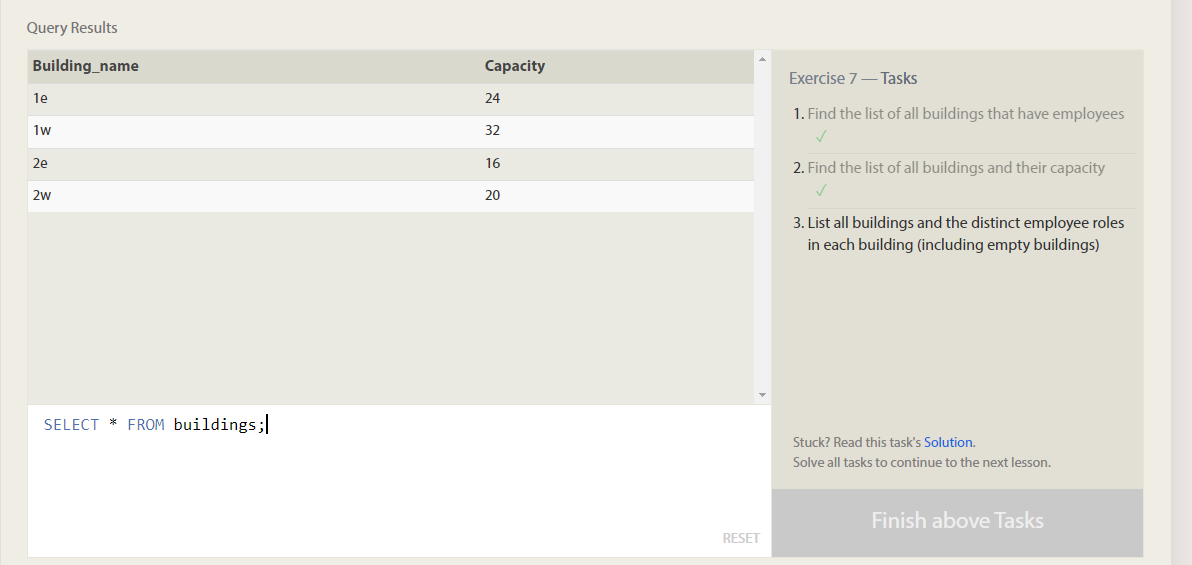 Query Results
Building_name Capacity
1e 24
1w 32
2e 16
2w 20
SELECT * FROM buildings;
RESET
Exercise 7 — Tasks
1. Find the list of all buildings that have employees
✓
2. Find the list of all buildings and their capacity
✓
3. List all buildings and the distinct employee roles
in each building (including empty buildings)
Stuck? Read this task's Solution.
Solve all tasks to continue to the next lesson.
Finish above Tasks